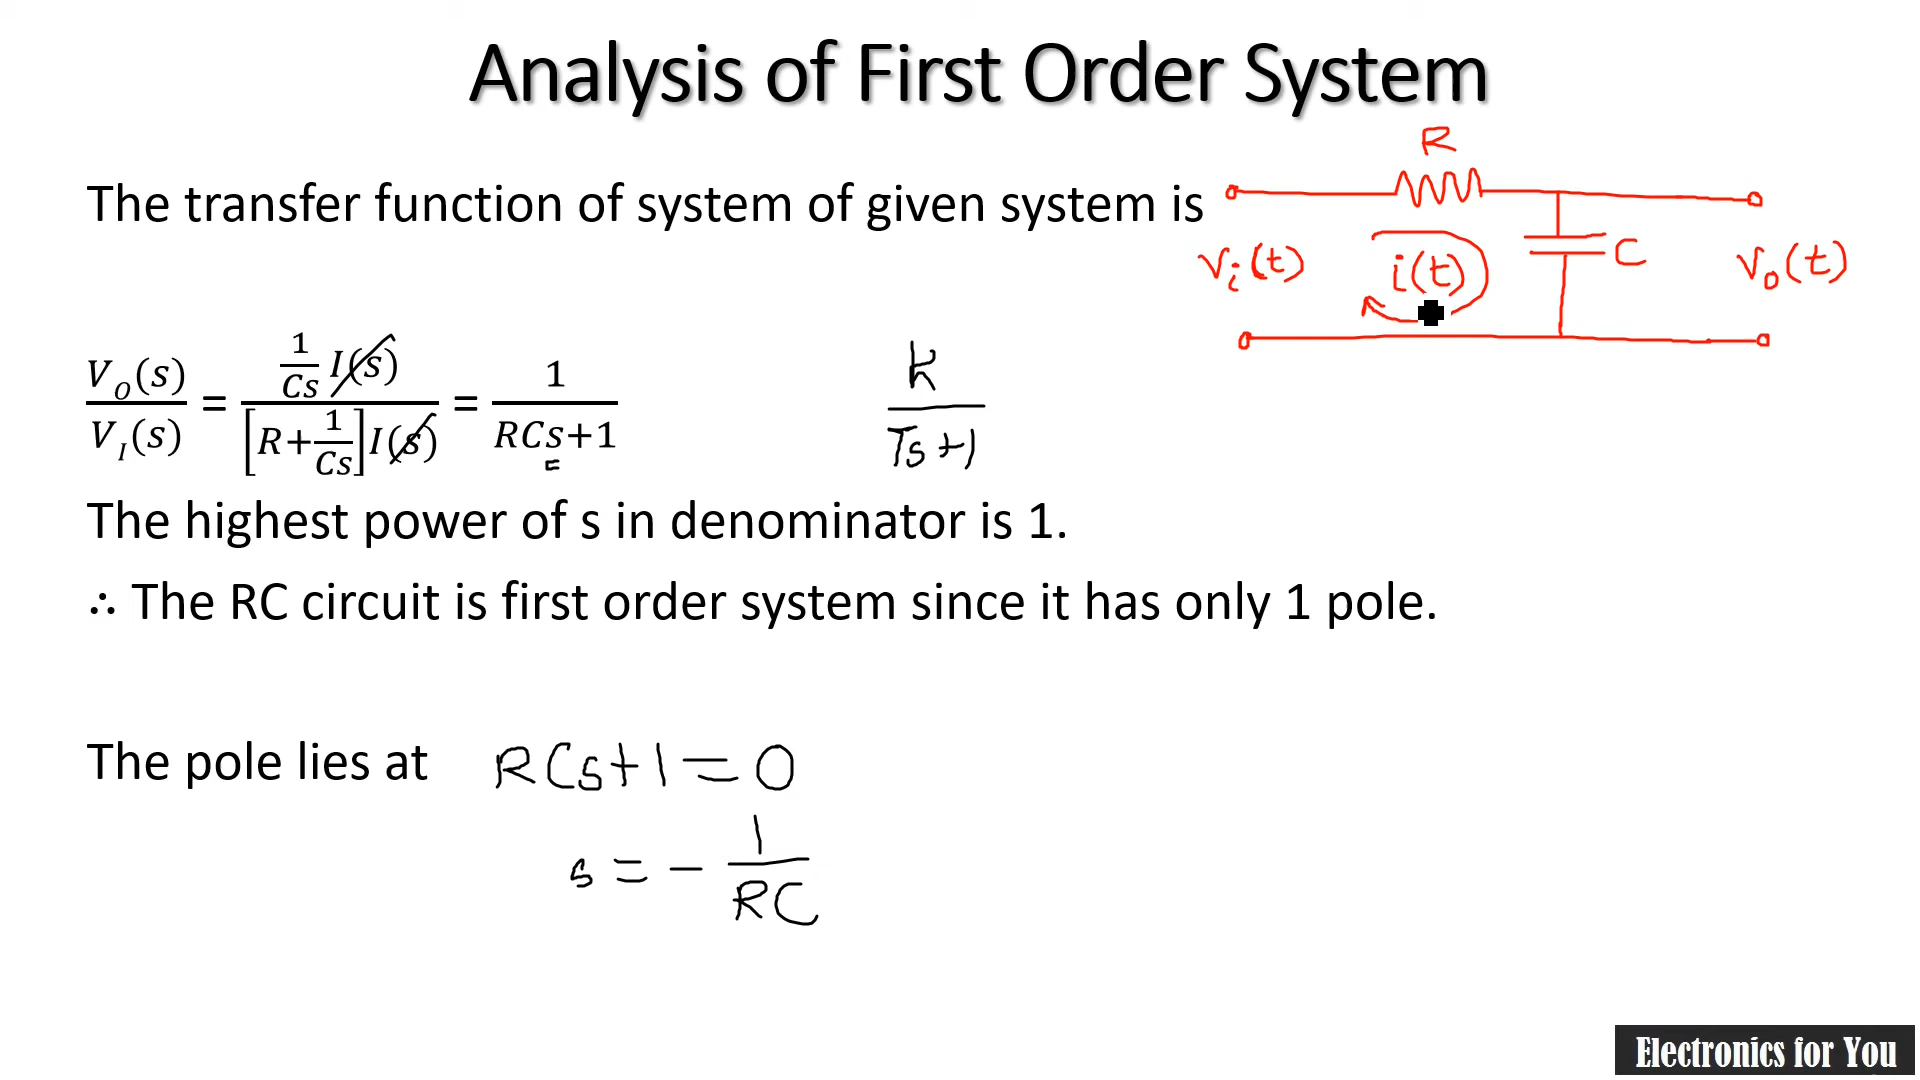 Analysis of First Order System
R
The transfer function of system of given system is
vi(t) i(t) C vo(t)
VO(s)/VI(s) = (1/Cs I(s))/([R+1/Cs]I(s)) = 1/(RCs+1)
K/(Ts+1)
The highest power of s in denominator is 1.
∴ The RC circuit is first order system since it has only 1 pole.
The pole lies at RCs+1=0
s = - 1/RC
Electronics for You